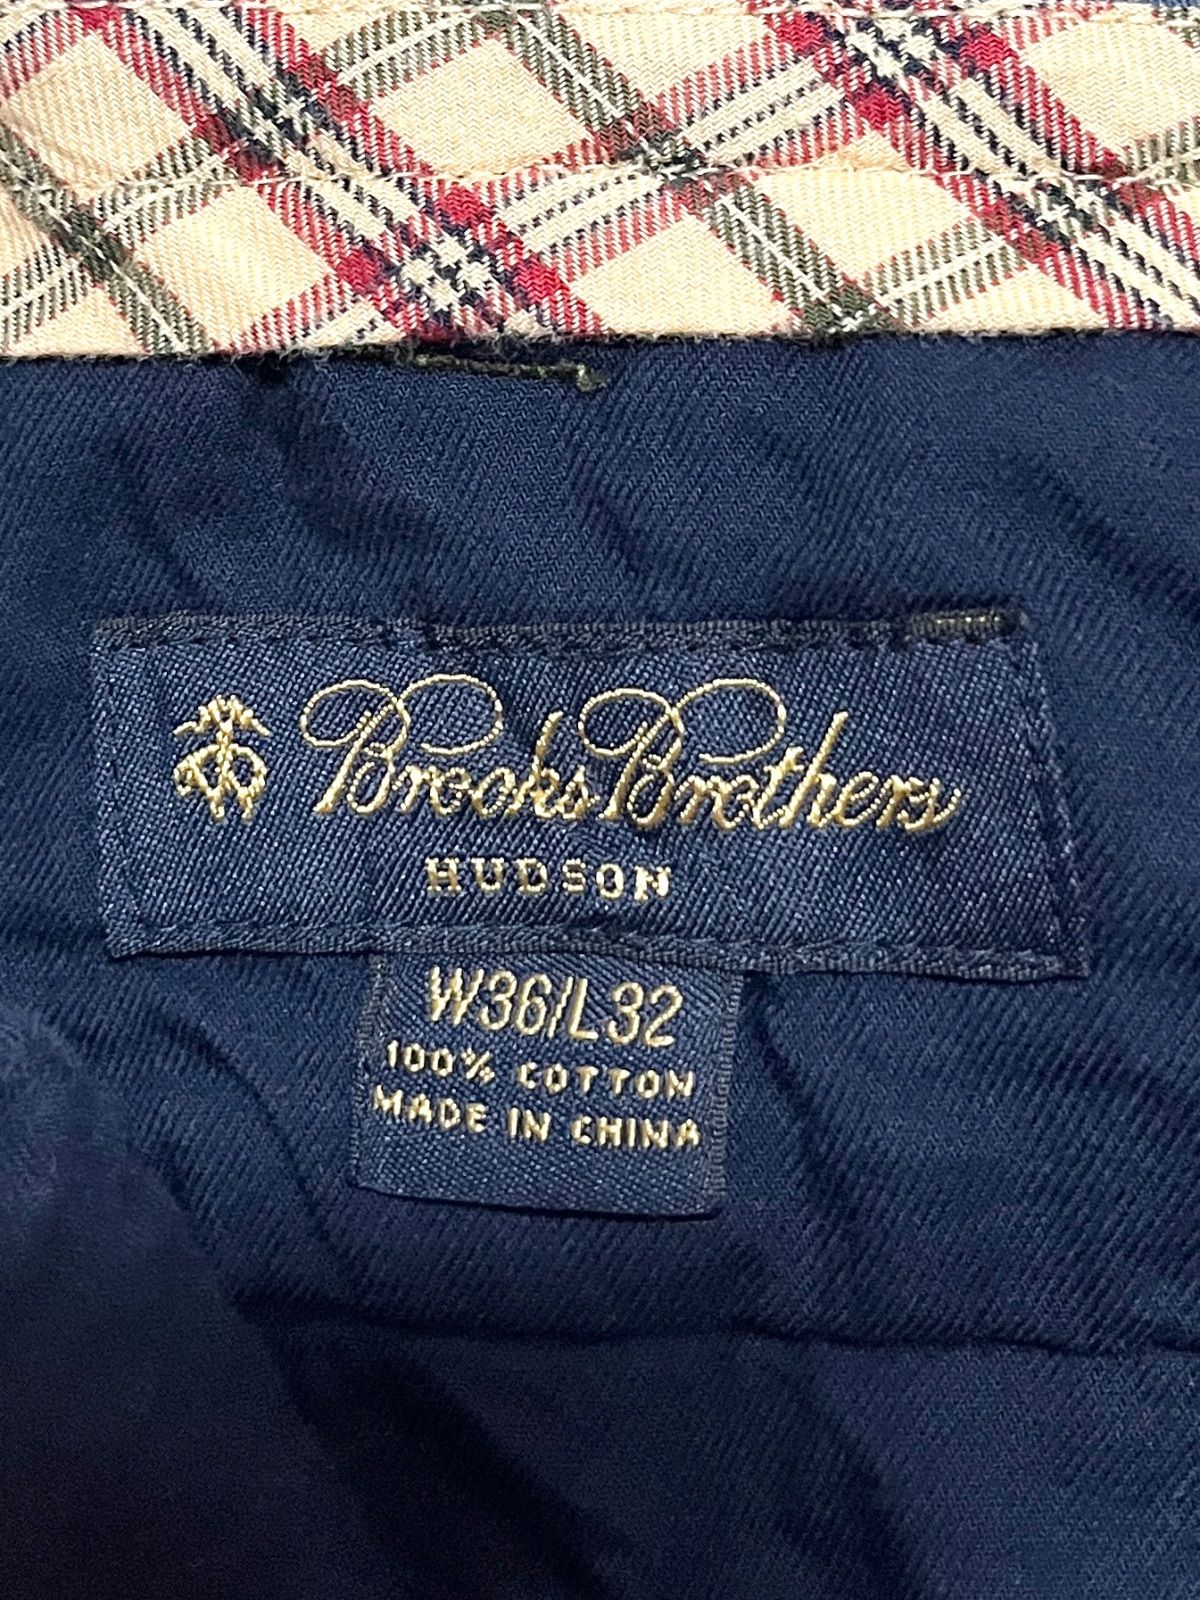 Brooks Brothers
HUDSON
W36/L32
100% COTTON
MADE IN CHINA